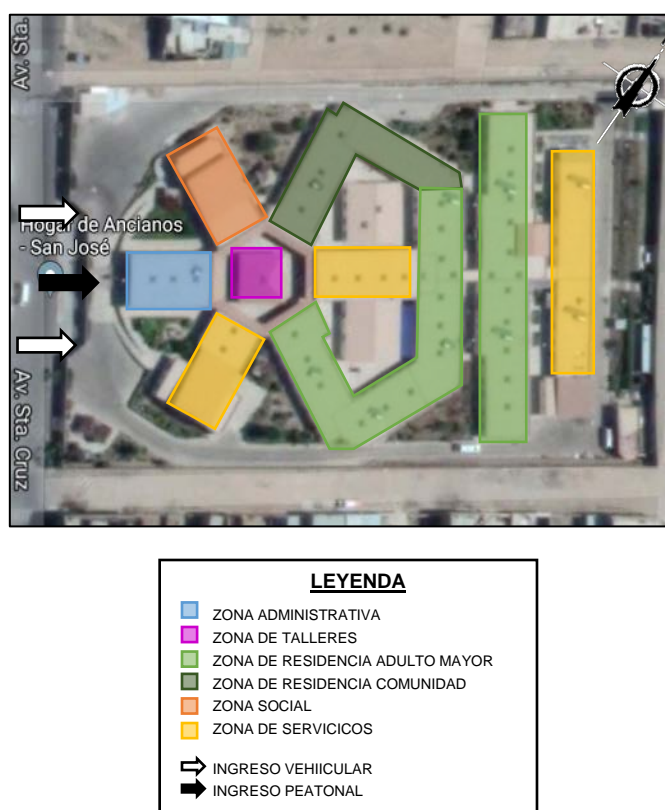 Av. Sta.
Hogar de Ancianos
- San José
Av. Sta. Cruz
LEYENDA
ZONA ADMINISTRATIVA
ZONA DE TALLERES
ZONA DE RESIDENCIA ADULTO MAYOR
ZONA DE RESIDENCIA COMUNIDAD
ZONA SOCIAL
ZONA DE SERVICICOS
INGRESO VEHIICULAR
INGRESO PEATONAL